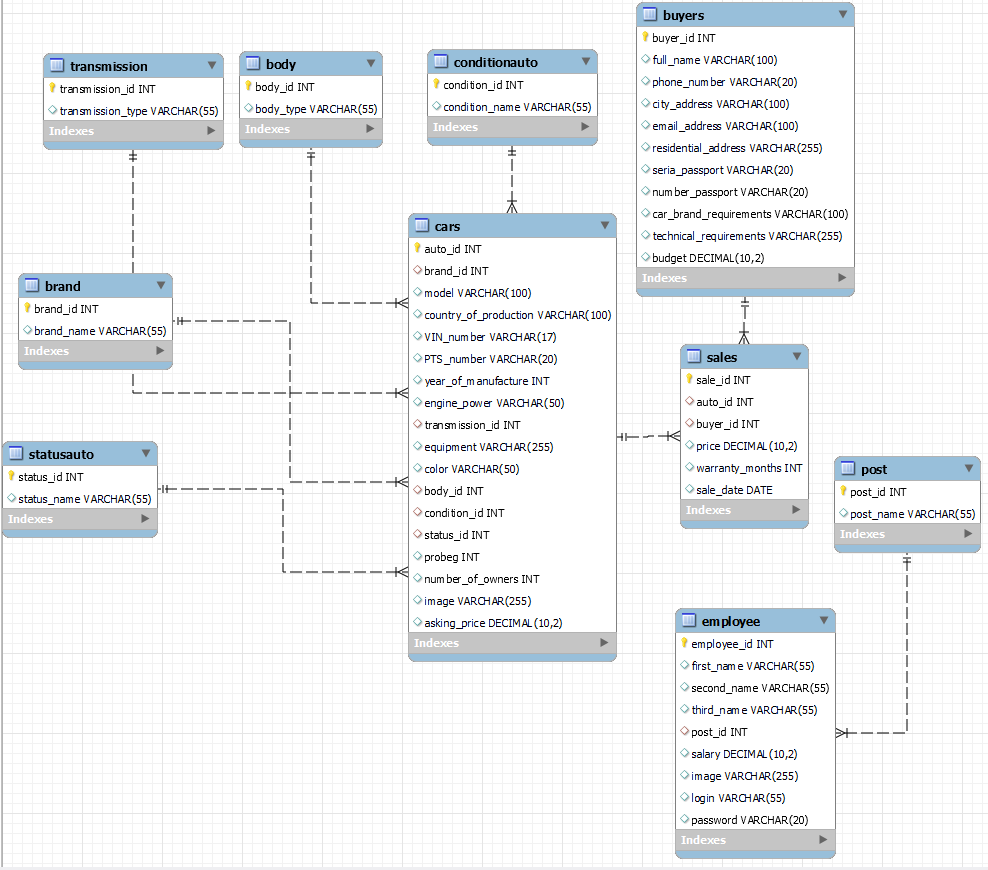 transmission
transmission_id INT
transmission_type VARCHAR(55)
Indexes
body
body_id INT
body_type VARCHAR(55)
Indexes
conditionauto
condition_id INT
condition_name VARCHAR(55)
Indexes
buyers
buyer_id INT
full_name VARCHAR(100)
phone_number VARCHAR(20)
city_address VARCHAR(100)
email_address VARCHAR(100)
residential_address VARCHAR(255)
seria_passport VARCHAR(20)
number_passport VARCHAR(20)
car_brand_requirements VARCHAR(100)
technical_requirements VARCHAR(255)
budget DECIMAL(10,2)
Indexes
brand
brand_id INT
brand_name VARCHAR(55)
Indexes
statusauto
status_id INT
status_name VARCHAR(55)
Indexes
cars
auto_id INT
brand_id INT
model VARCHAR(100)
country_of_production VARCHAR(100)
VIN_number VARCHAR(17)
PTS_number VARCHAR(20)
year_of_manufacture INT
engine_power VARCHAR(50)
transmission_id INT
equipment VARCHAR(255)
color VARCHAR(50)
body_id INT
condition_id INT
status_id INT
probeg INT
number_of_owners INT
image VARCHAR(255)
asking_price DECIMAL(10,2)
Indexes
sales
sale_id INT
auto_id INT
buyer_id INT
price DECIMAL(10,2)
warranty_months INT
sale_date DATE
Indexes
post
post_id INT
post_name VARCHAR(55)
Indexes
employee
employee_id INT
first_name VARCHAR(55)
second_name VARCHAR(55)
third_name VARCHAR(55)
post_id INT
salary DECIMAL(10,2)
image VARCHAR(255)
login VARCHAR(55)
password VARCHAR(20)
Indexes